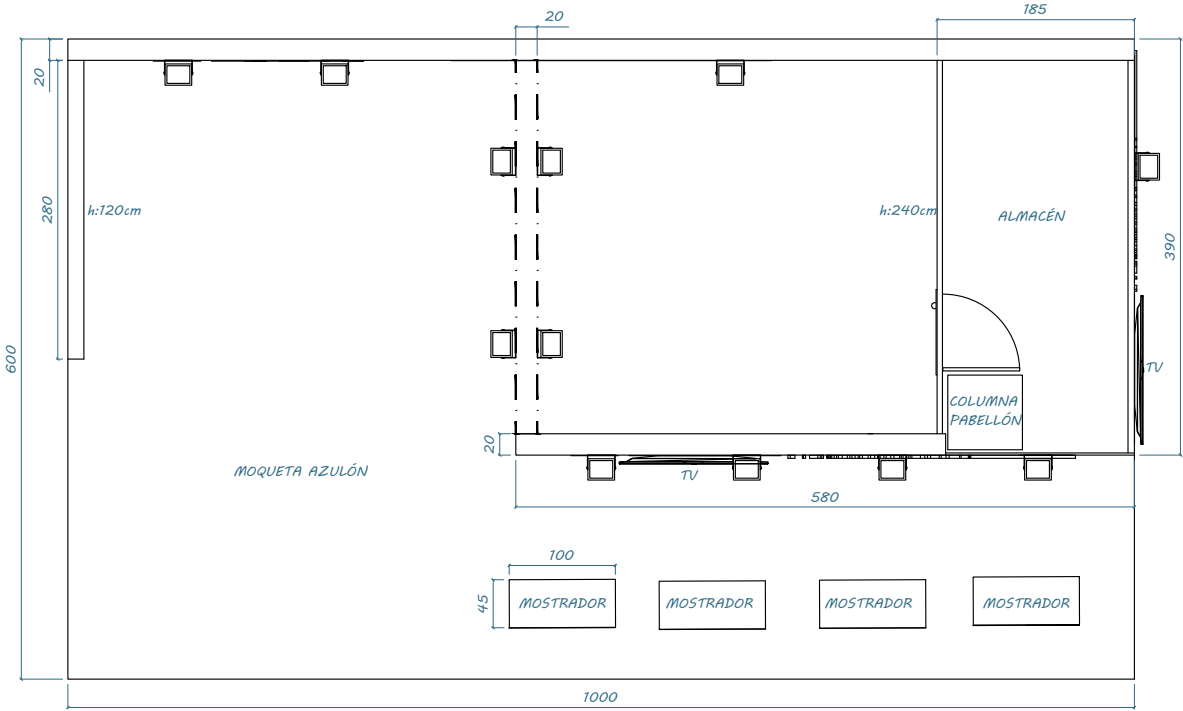 185
20
20
280
h:120cm
h:240cm
ALMACÉN
390
600
TV
COLUMNA
PABELLÓN
20
MOQUETA AZULÓN
TV
580
100
45
MOSTRADOR
MOSTRADOR
MOSTRADOR
MOSTRADOR
1000